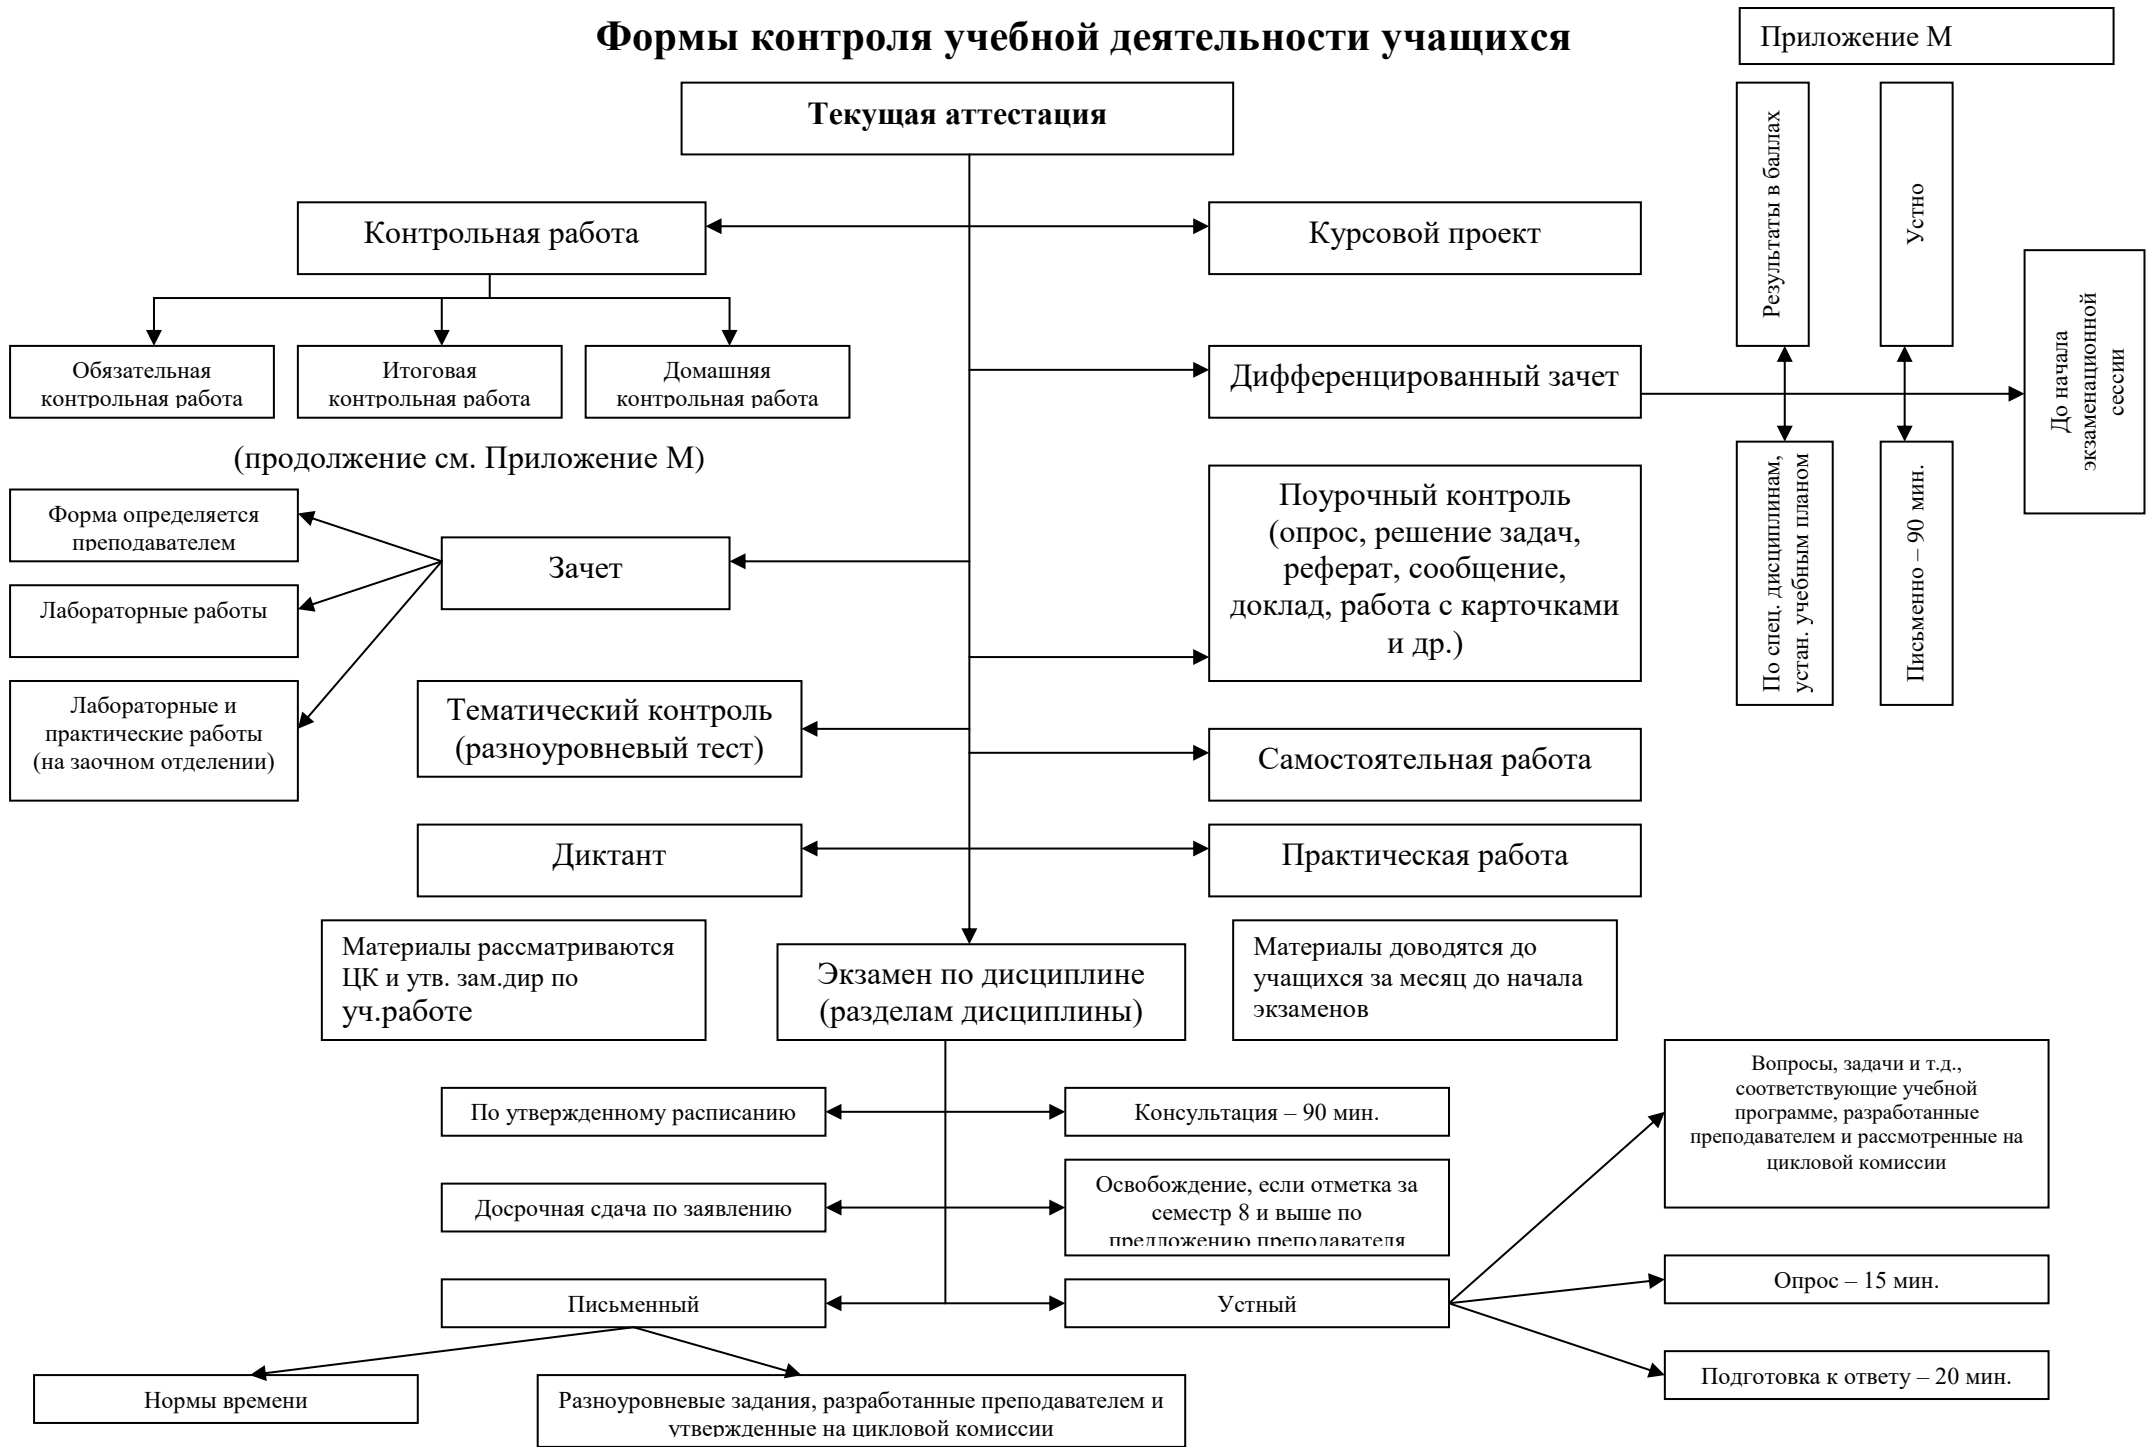 Формы контроля учебной деятельности учащихся
Приложение М
Текущая аттестация
Контрольная работа
Курсовой проект
Результаты в баллах
Устно
До начала
экзаменационной
сессии
Обязательная
контрольная работа
Итоговая
контрольная работа
Домашняя
контрольная работа
Дифференцированный зачет
(продолжение см. Приложение М)
По спец. дисциплинам,
устан. учебным планом
Письменно – 90 мин.
Форма определяется
преподавателем
Лабораторные работы
Лабораторные и
практические работы
(на заочном отделении)
Зачет
Поурочный контроль
(опрос, решение задач,
реферат, сообщение,
доклад, работа с карточками
и др.)
Тематический контроль
(разноуровневый тест)
Самостоятельная работа
Диктант
Практическая работа
Материалы рассматриваются
ЦК и утв. зам.дир по
уч.работе
Экзамен по дисциплине
(разделам дисциплины)
Материалы доводятся до
учащихся за месяц до начала
экзаменов
По утвержденному расписанию
Консультация – 90 мин.
Вопросы, задачи и т.д.,
соответствующие учебной
программе, разработанные
преподавателем и рассмотренные на
цикловой комиссии
Досрочная сдача по заявлению
Освобождение, если отметка за
семестр 8 и выше по
предложению преподавателя
Письменный
Устный
Опрос – 15 мин.
Подготовка к ответу – 20 мин.
Нормы времени
Разноуровневые задания, разработанные преподавателем и
утвержденные на цикловой комиссии